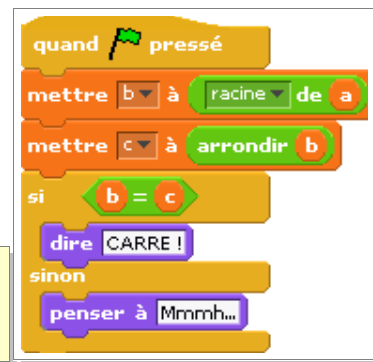 quand pressé
mettre b à racine de a
mettre c à arrondir b
si b = c
dire CARRE !
sinon
penser à Mmmh...